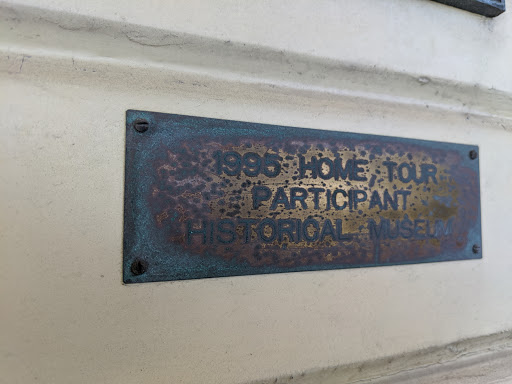 1995 HOME TOUR
PARTICIPANT
HISTORICAL MUSEUM